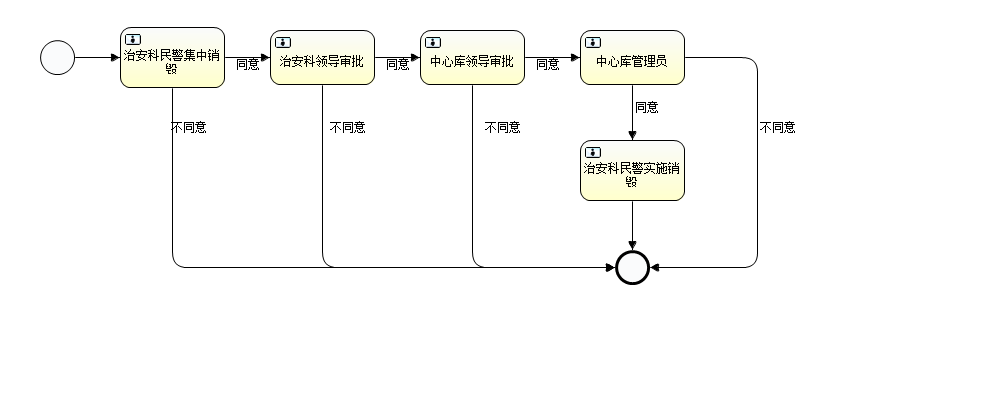 治安科民警集中销
毁
同意
治安科领导审批
同意
中心库领导审批
同意
中心库管理员
同意
不同意
不同意
不同意
不同意
治安科民警实施销
毁